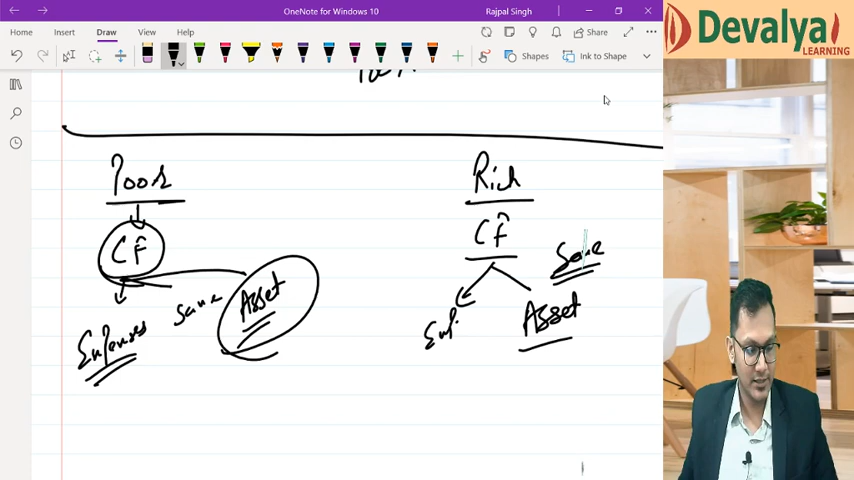 OneNote for Windows 10
Rajpal Singh
Devalya
LEARNING
Home Insert Draw View Help
Share
Shapes
Ink to Shape
Poor
Rich
CF
CF
Save
Save
Asset
Asset
Expenses
Exp.